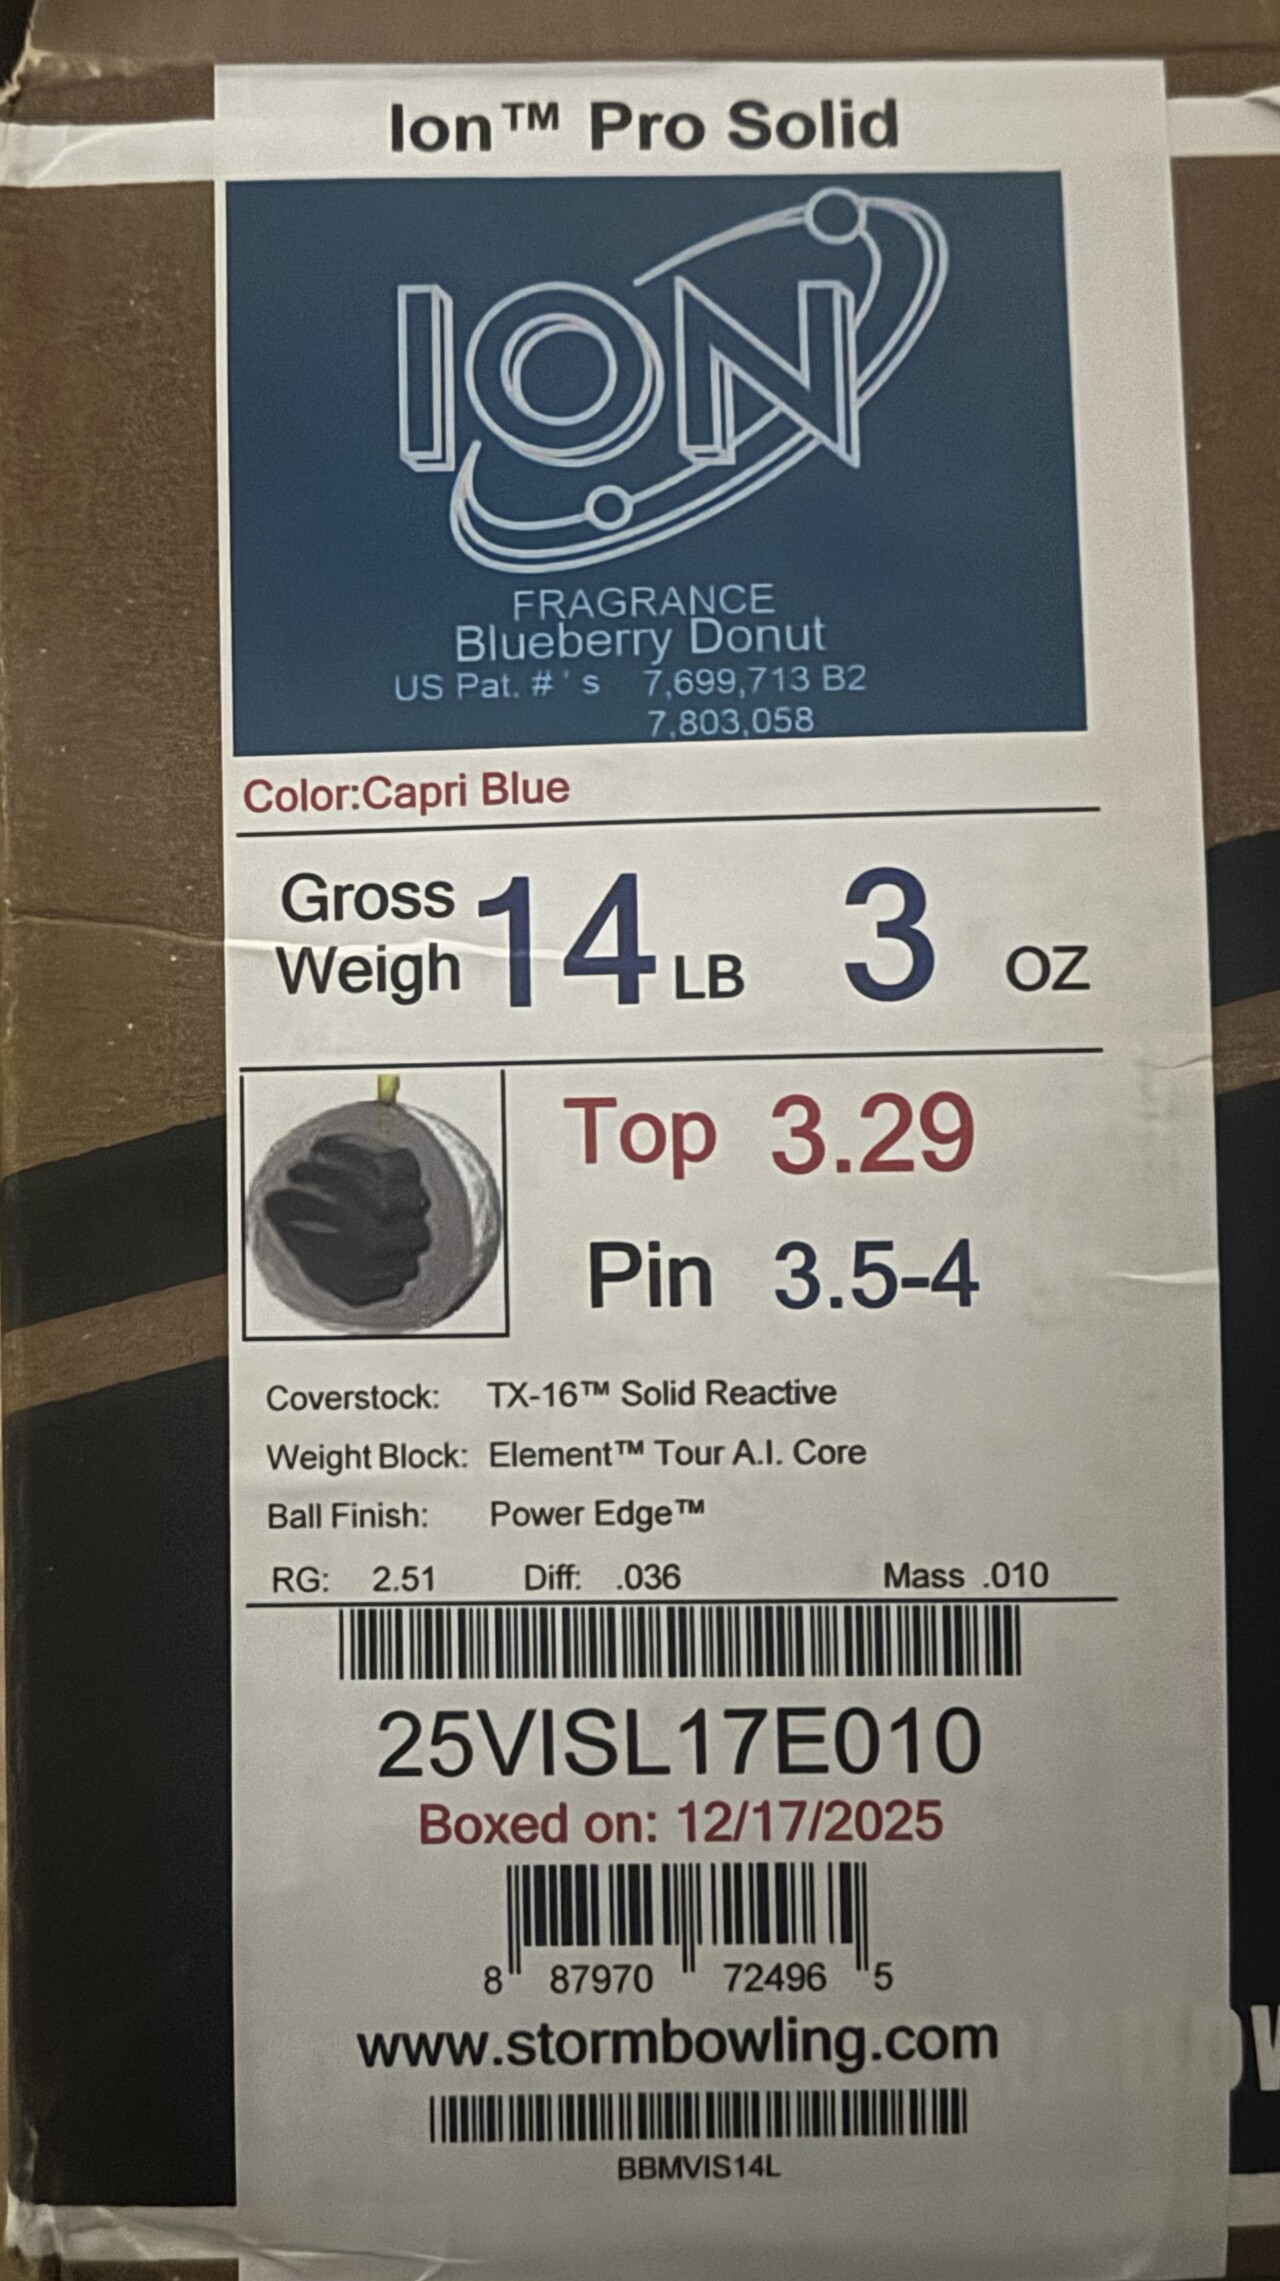 Ion™ Pro Solid
ION
FRAGRANCE
Blueberry Donut
US Pat. # ' s 7,699,713 B2
7,803,058
Color:Capri Blue
Gross
Weigh 14 LB 3 OZ
Top 3.29
Pin 3.5-4
Coverstock: TX-16™ Solid Reactive
Weight Block: Element™ Tour A.I. Core
Ball Finish: Power Edge™
RG: 2.51 Diff: .036 Mass .010
25VISL17E010
Boxed on: 12/17/2025
8 87970 72496 5
www.stormbowling.com
BBMVIS14L